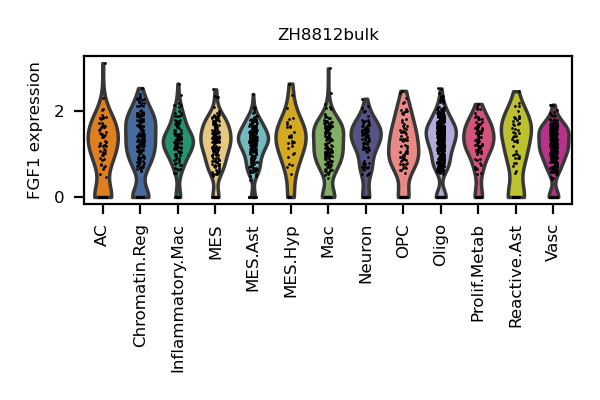 ZH8812bulk
FGF1 expression
2
0
AC
Chromatin.Reg
Inflammatory.Mac
MES
MES.Ast
MES.Hyp
Mac
Neuron
OPC
Oligo
Prolif.Metab
Reactive.Ast
Vasc